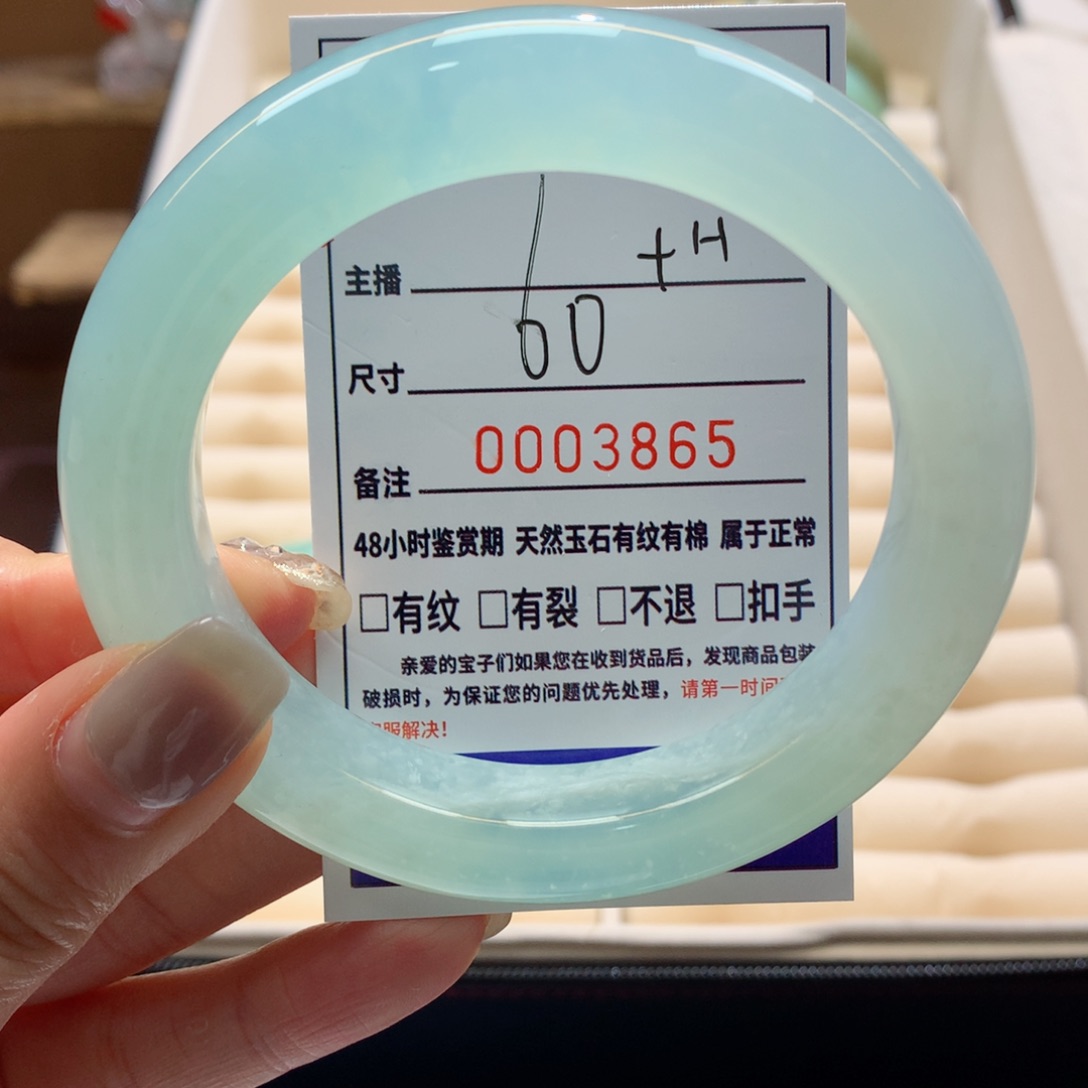 主播 +H
尺寸 60
备注 0003865
48小时鉴赏期 天然玉石有纹有棉 属于正常
□有纹 □有裂 □不退 □扣手
亲爱的宝子们如果您在收到货品后，发现商品包装
破损时，为保证您的问题优先处理，请第一时间
服解决！